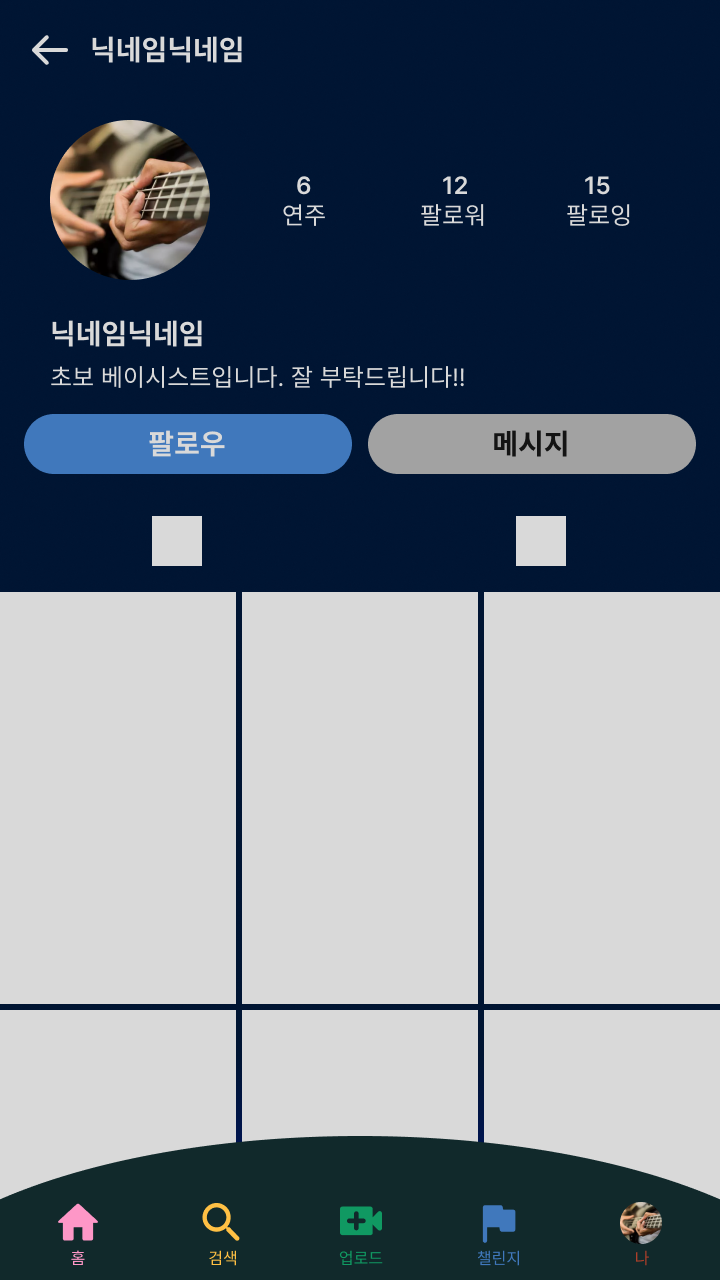 닉네임닉네임
6 12 15
연주 팔로워 팔로잉
닉네임닉네임
초보 베이시스트입니다. 잘 부탁드립니다!!
팔로우 메시지
홈 검색 업로드 챌린지 나